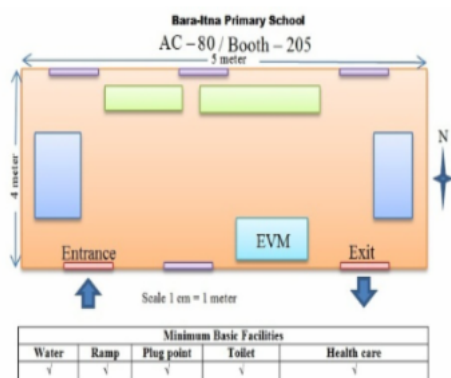 Bara-Itna Primary School
AC – 80 / Booth – 205
5 meter
4 meter
N
EVM
Entrance
Exit
Scale 1 cm = 1 meter
Minimum Basic Facilities
Water Ramp Plug point Toilet Health care
√ √ √ √ √